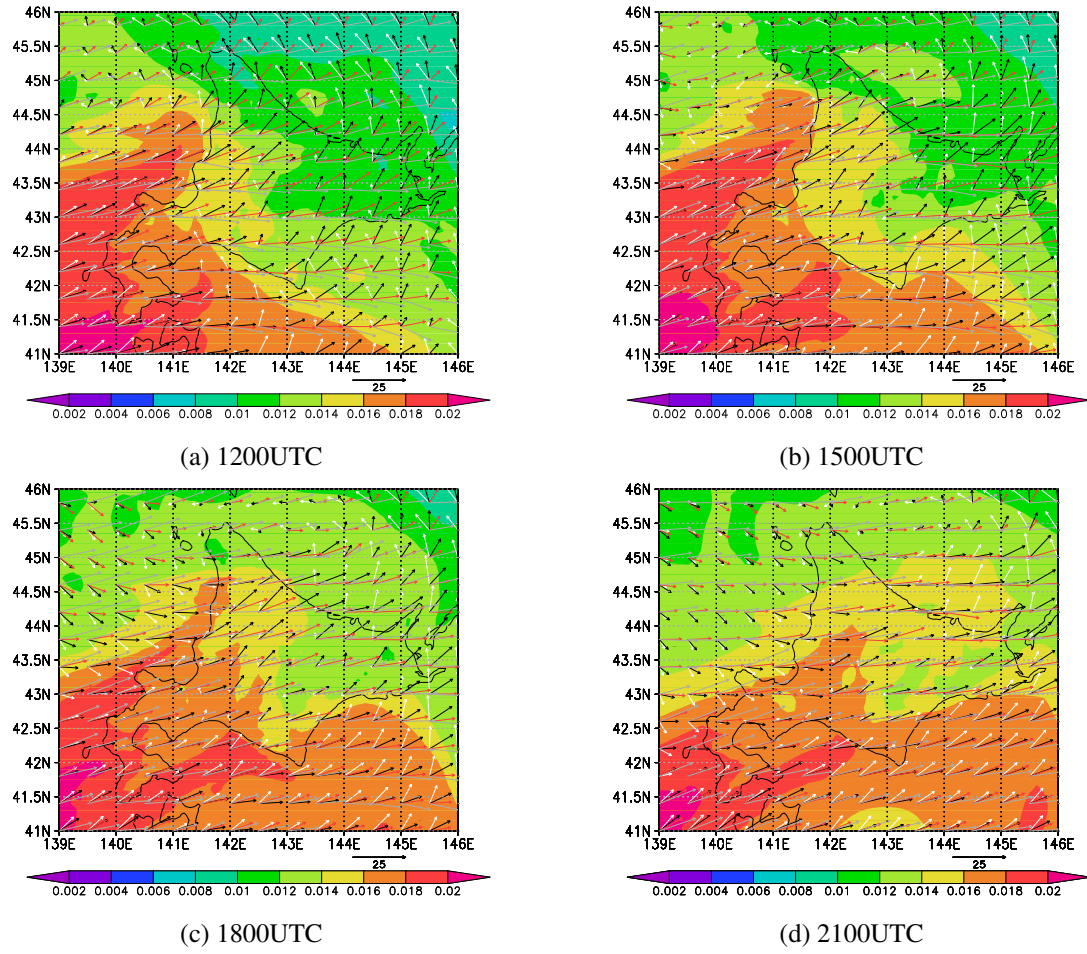 46N
45.5N
45N
44.5N
44N
43.5N
43N
42.5N
42N
41.5N
41N
139E 140E 141E 142E 143E 144E 145E 146E
25
0.002 0.004 0.006 0.008 0.01 0.012 0.014 0.016 0.018 0.02
(a) 1200UTC
46N
45.5N
45N
44.5N
44N
43.5N
43N
42.5N
42N
41.5N
41N
139E 140E 141E 142E 143E 144E 145E 146E
25
0.002 0.004 0.006 0.008 0.01 0.012 0.014 0.016 0.018 0.02
(b) 1500UTC
46N
45.5N
45N
44.5N
44N
43.5N
43N
42.5N
42N
41.5N
41N
139E 140E 141E 142E 143E 144E 145E 146E
25
0.002 0.004 0.006 0.008 0.01 0.012 0.014 0.016 0.018 0.02
(c) 1800UTC
46N
45.5N
45N
44.5N
44N
43.5N
43N
42.5N
42N
41.5N
41N
139E 140E 141E 142E 143E 144E 145E 146E
25
0.002 0.004 0.006 0.008 0.01 0.012 0.014 0.016 0.018 0.02
(d) 2100UTC